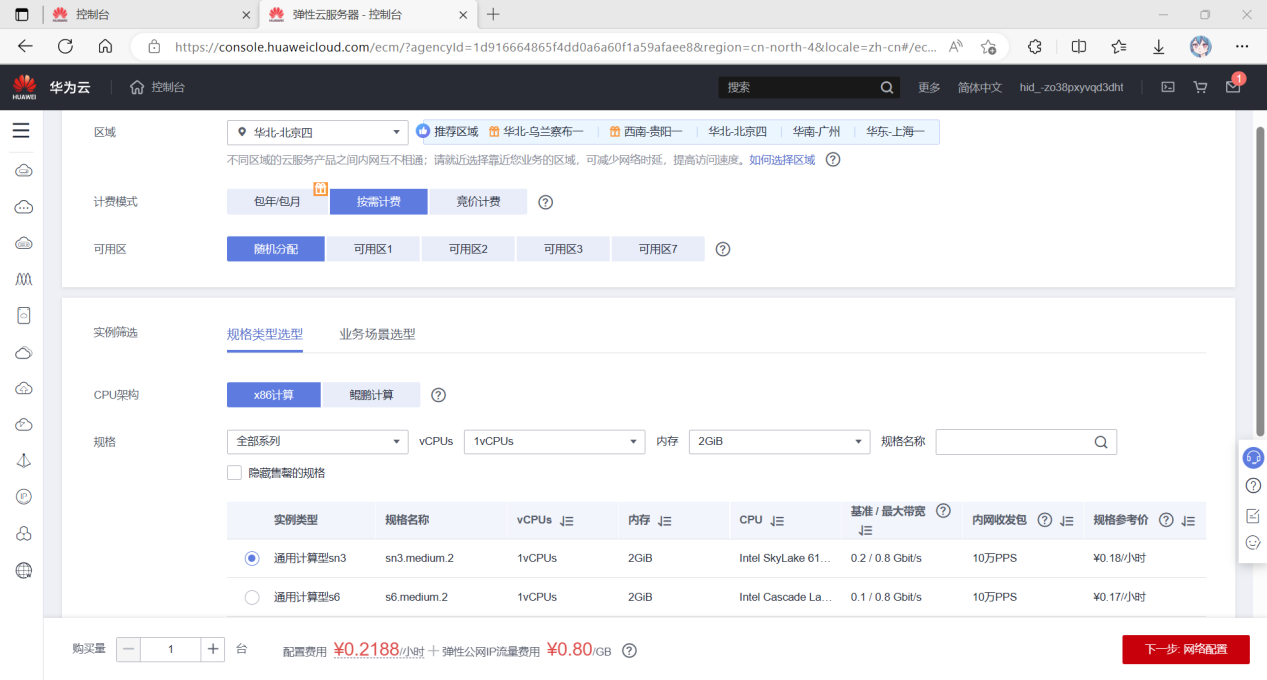 控制台
弹性云服务器 - 控制台
https://console.huaweicloud.com/ecm/?agencyId=1d916664865f4dd0a6a60f1a59afaee8&region=cn-north-4&locale=zh-cn#/ec...
HUAWEI
华为云
控制台
搜索
更多
简体中文
hid_-zo38pxyvqd3dht
1
区域
华北-北京四
推荐区域
华北-乌兰察布一
西南-贵阳一
华北-北京四
华南-广州
华东-上海一
不同区域的云服务产品之间内网互不相通；请就近选择靠近您业务的区域，可减少网络时延，提高访问速度。如何选择区域
计费模式
包年/包月
按需计费
竞价计费
可用区
随机分配
可用区1
可用区2
可用区3
可用区7
实例筛选
规格类型选型
业务场景选型
CPU架构
x86计算
鲲鹏计算
规格
全部系列
vCPUs
1vCPUs
内存
2GiB
规格名称
隐藏售罄的规格
实例类型
规格名称
vCPUs
内存
CPU
基准 / 最大带宽
内网收发包
规格参考价
通用计算型sn3
sn3.medium.2
1vCPUs
2GiB
Intel SkyLake 61...
0.2 / 0.8 Gbit/s
10万PPS
¥0.18/小时
通用计算型s6
s6.medium.2
1vCPUs
2GiB
Intel Cascade La...
0.1 / 0.8 Gbit/s
10万PPS
¥0.17/小时
购买量
1
台
配置费用 ¥0.2188/小时 + 弹性公网IP流量费用 ¥0.80/GB
下一步: 网络配置